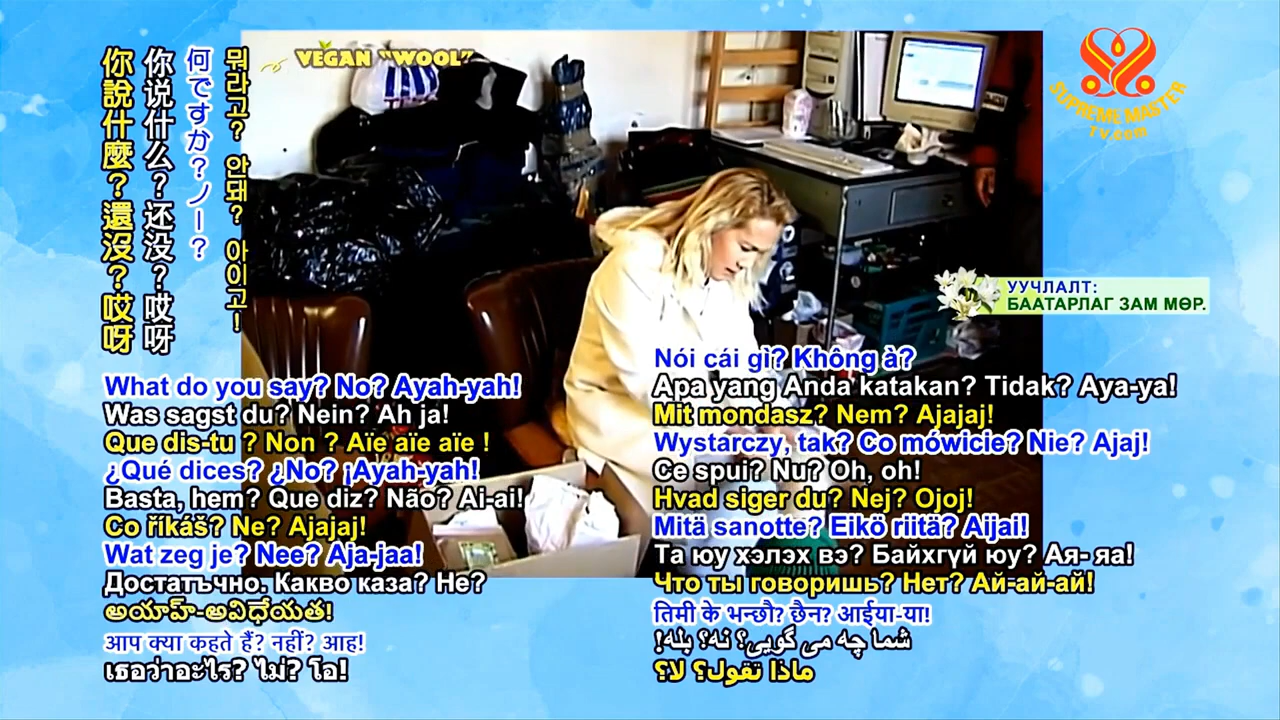 VEGAN "WOOL"
SUPREME MASTER
TV.com
你說什麼？還沒？哎呀
你说什么？还没？哎呀
何ですか？ノー？
뭐라고? 안돼? 아이고!
УУЧЛАЛТ:
БААТАРЛАГ ЗАМ МӨР.
What do you say? No? Ayah-yah!
Was sagst du? Nein? Ah ja!
Que dis-tu ? Non ? Aïe aïe aïe !
¿Qué dices? ¿No? ¡Ayah-yah!
Basta, hem? Que diz? Não? Ai-ai!
Co říkáš? Ne? Ajajaj!
Wat zeg je? Nee? Aja-jaa!
Достатъчно. Какво каза? Не?
అయాహ్-అవిధేయత!
आप क्या कहते हैं? नहीं? आह!
เธอว่าอะไร? ไม่? โอ!
Nói cái gì? Không à?
Apa yang Anda katakan? Tidak? Aya-ya!
Mit mondasz? Nem? Ajajaj!
Wystarczy, tak? Co mówicie? Nie? Ajaj!
Ce spui? Nu? Oh, oh!
Hvad siger du? Nej? Ojoj!
Mitä sanotte? Eikö riitä? Aijai!
Та юу хэлэх вэ? Байхгүй юу? Ая- яа!
Что ты говоришь? Нет? Ай-ай-ай!
तिमी के भन्छौ? छैन? आईया-या!
شما چه می گویی؟ نه؟ بله!
ماذا تقول؟ لا؟